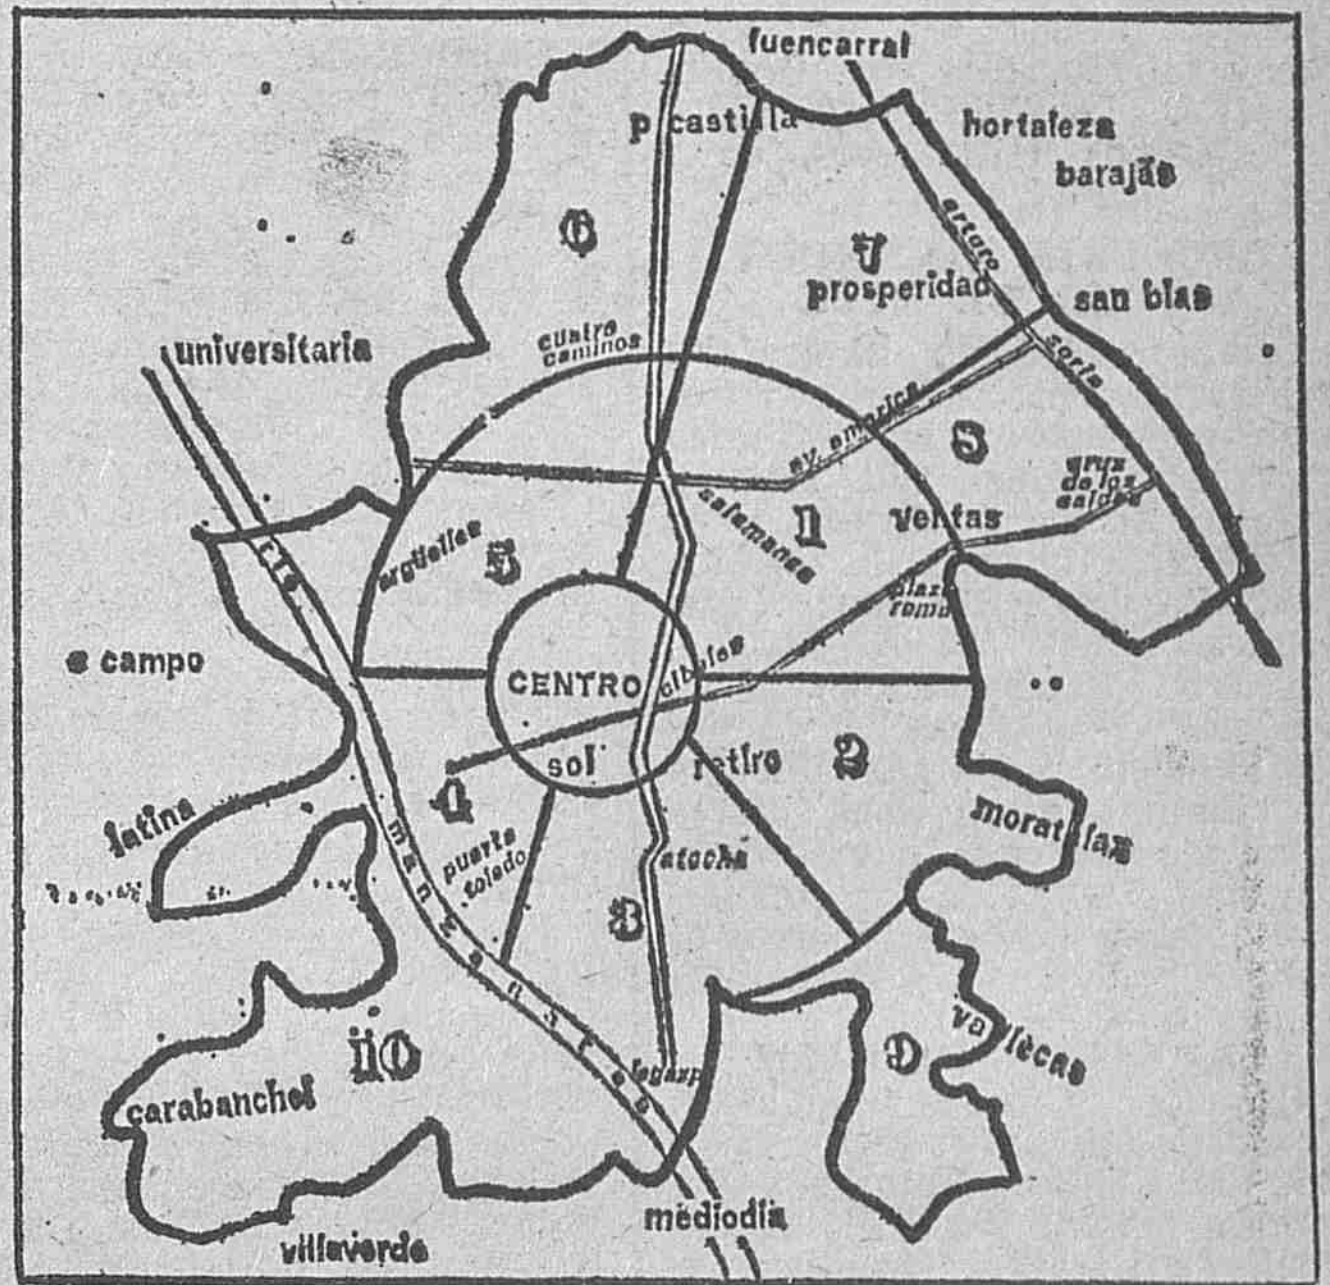 fuencarral
p castilla
hortaleza
barajas
6
7
prosperidad
arturo
soria
san blas
universitaria
cuatro
caminos
av. america
8
cruz
de los
caidos
salamanca
1
ventas
argüelles
5
rio
plaza
roma
c campo
CENTRO
cibeles
sol
retiro
2
4
latina
puerta
toledo
manzanares
atocha
moratalaz
3
vallecas
9
10
carabanchel
legazpi
mediodia
villaverde